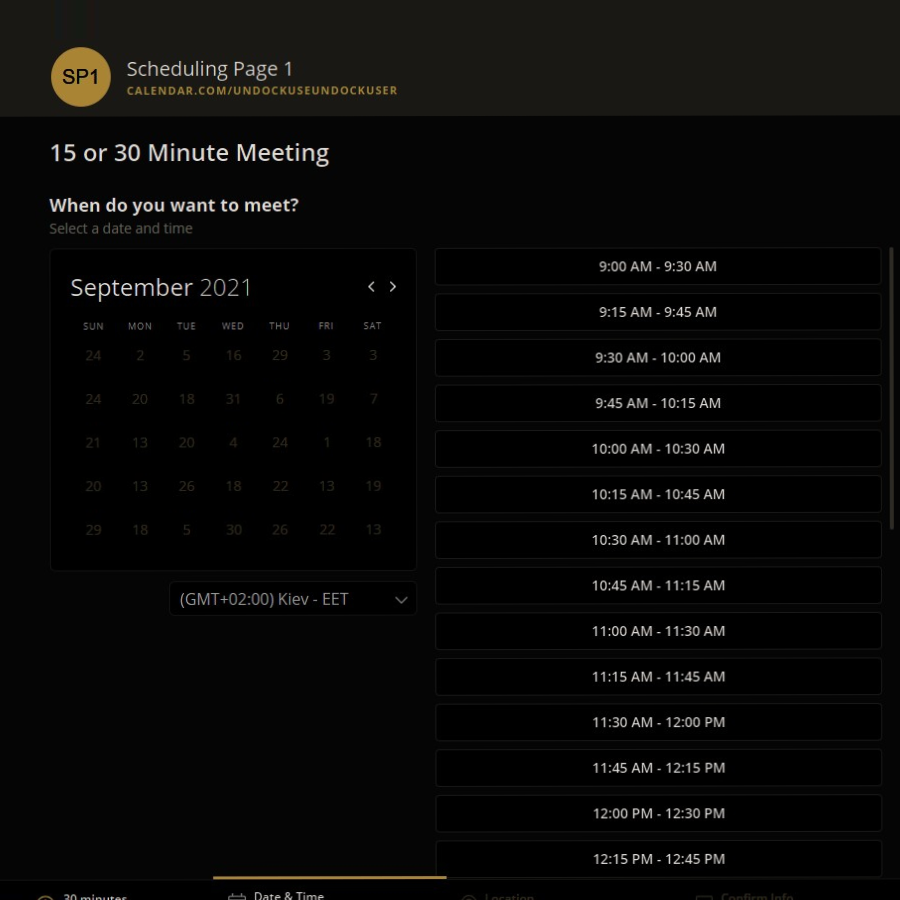 SP1
Scheduling Page 1
CALENDAR.COM/UNDOCKUSEUNDOCKUSER
15 or 30 Minute Meeting
When do you want to meet?
Select a date and time
September 2021
SUN MON TUE WED THU FRI SAT
24 2 5 16 29 3 3
24 20 18 31 6 19 7
21 13 20 4 24 1 18
20 13 26 18 22 13 19
29 18 5 30 26 22 13
(GMT+02:00) Kiev - EET
9:00 AM - 9:30 AM
9:15 AM - 9:45 AM
9:30 AM - 10:00 AM
9:45 AM - 10:15 AM
10:00 AM - 10:30 AM
10:15 AM - 10:45 AM
10:30 AM - 11:00 AM
10:45 AM - 11:15 AM
11:00 AM - 11:30 AM
11:15 AM - 11:45 AM
11:30 AM - 12:00 PM
11:45 AM - 12:15 PM
12:00 PM - 12:30 PM
12:15 PM - 12:45 PM
30 minutes
Date & Time
Location
Confirm Info